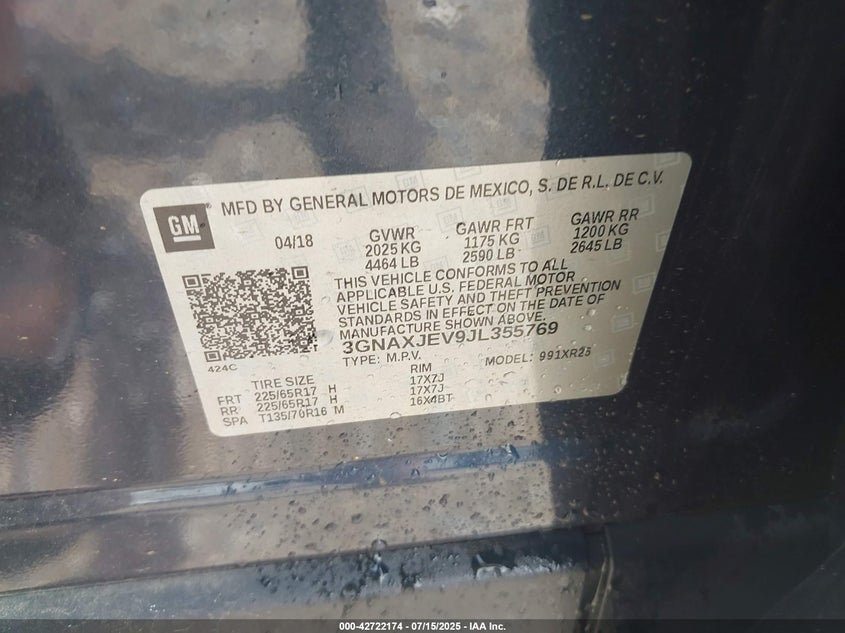 MFD BY GENERAL MOTORS DE MEXICO, S. DE R.L. DE C.V.
GM
04/18 GVWR GAWR FRT GAWR RR
2025 KG 1175 KG 1200 KG
4464 LB 2590 LB 2645 LB
THIS VEHICLE CONFORMS TO ALL
APPLICABLE U.S. FEDERAL MOTOR
VEHICLE SAFETY AND THEFT PREVENTION
STANDARDS IN EFFECT ON THE DATE OF
MANUFACTURE SHOWN ABOVE.
3GNAXJEV9JL355769
TYPE: M.P.V. MODEL: 991XR26
424C
TIRE SIZE RIM
FRT 225/65R17 H 17X7J
RR 225/65R17 H 17X7J
SPA T135/70R16 M 16X4BT
000-42722174 | 07/15/2025 - IAA Inc.